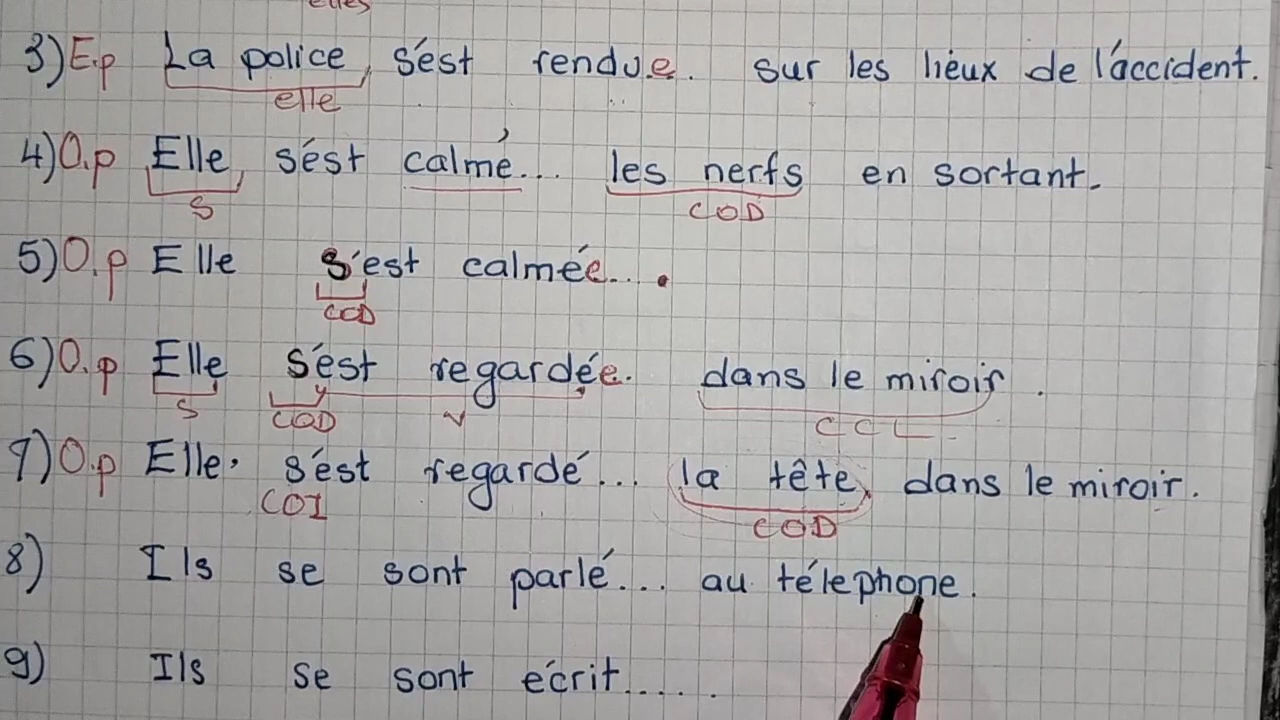 elles
3) E.p La police s'est rendue. sur les lieux de l'accident.
elle
4) O.p Elle s'est calmé... les nerfs en sortant.
S COD
5) O.p Elle s'est calmée... .
COD
6) O.p Elle s'est regardée. dans le miroir.
S COD V CCL
7) O.p Elle. s'est regardé... la tête dans le miroir.
COI COD
8) Ils se sont parlé... au télephone.
9) Ils se sont écrit......